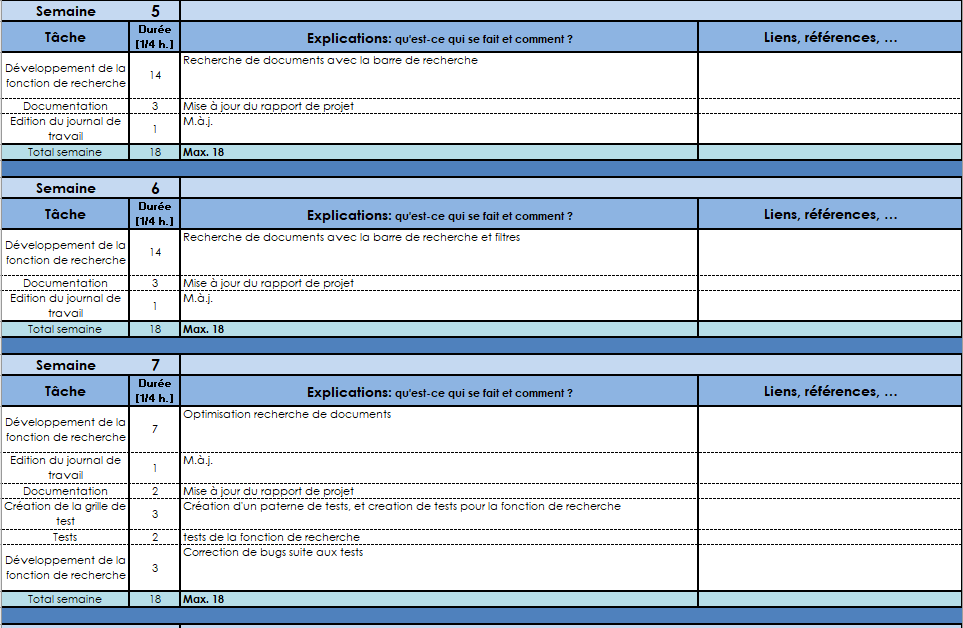 Semaine 5
Tâche Durée [1/4 h.] Explications: qu'est-ce qui se fait et comment ? Liens, références, ...
Développement de la fonction de recherche 14 Recherche de documents avec la barre de recherche
Documentation 3 Mise à jour du rapport de projet
Edition du journal de travail 1 M.à.j.
Total semaine 18 Max. 18
Semaine 6
Tâche Durée [1/4 h.] Explications: qu'est-ce qui se fait et comment ? Liens, références, ...
Développement de la fonction de recherche 14 Recherche de documents avec la barre de recherche et filtres
Documentation 3 Mise à jour du rapport de projet
Edition du journal de travail 1 M.à.j.
Total semaine 18 Max. 18
Semaine 7
Tâche Durée [1/4 h.] Explications: qu'est-ce qui se fait et comment ? Liens, références, ...
Développement de la fonction de recherche 7 Optimisation recherche de documents
Edition du journal de travail 1 M.à.j.
Documentation 2 Mise à jour du rapport de projet
Création de la grille de test 3 Création d'un paterne de tests, et creation de tests pour la fonction de recherche
Tests 2 tests de la fonction de recherche
Développement de la fonction de recherche 3 Correction de bugs suite aux tests
Total semaine 18 Max. 18